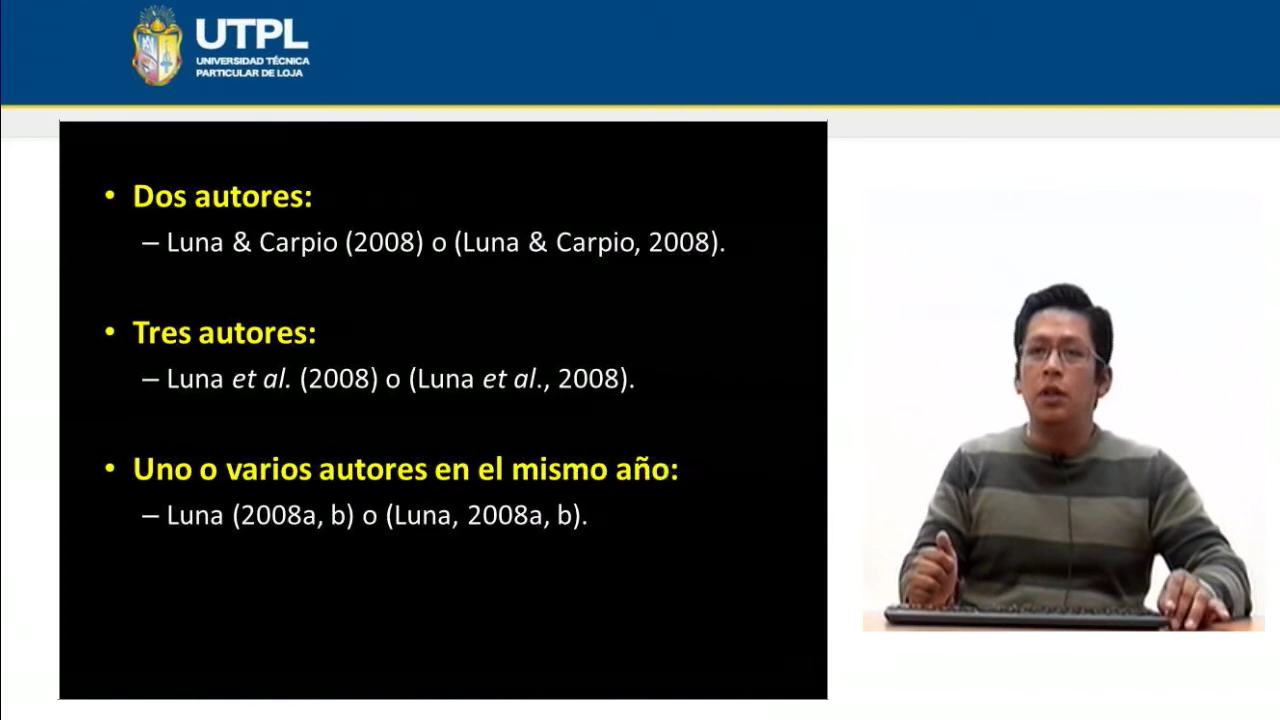 UTPL
UNIVERSIDAD TÉCNICA
PARTICULAR DE LOJA
• Dos autores:
– Luna & Carpio (2008) o (Luna & Carpio, 2008).
• Tres autores:
– Luna et al. (2008) o (Luna et al., 2008).
• Uno o varios autores en el mismo año:
– Luna (2008a, b) o (Luna, 2008a, b).